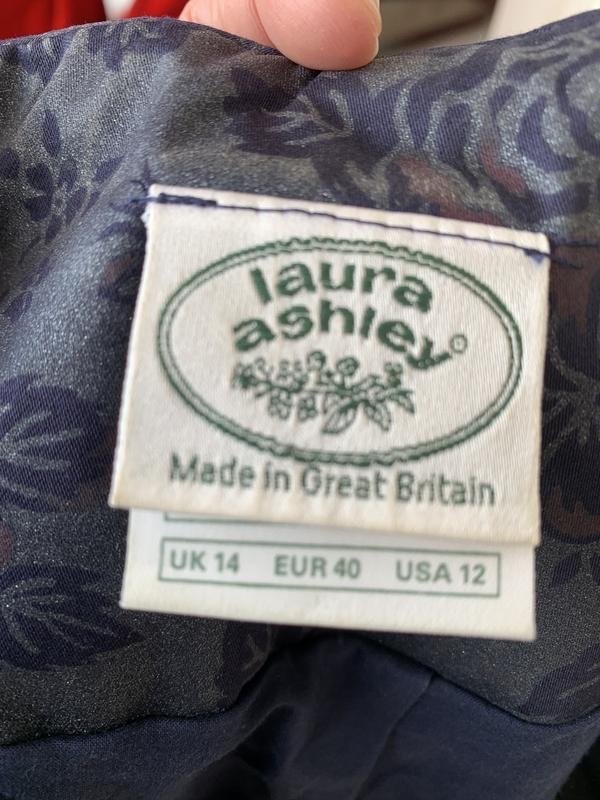 laura
ashley®
Made in Great Britain
UK 14 EUR 40 USA 12